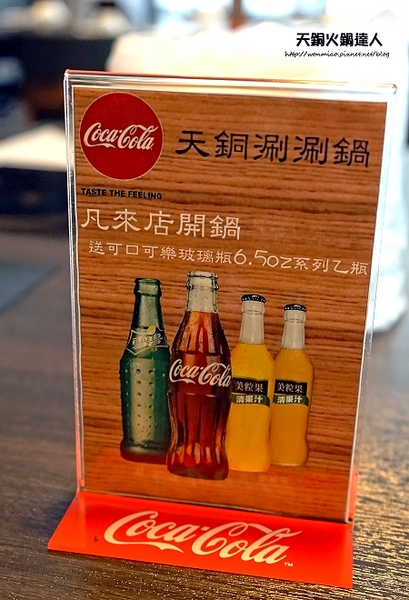 天銅火鍋達人
http://wonmiao.pixnet.net/blog
Coca-Cola
天銅涮涮鍋
TASTE THE FEELING
凡來店開鍋
送可口可樂玻璃瓶6.5OZ系列乙瓶
Coca-Cola
美粒果
清果汁
美粒果
清果汁
Coca-Cola
TM